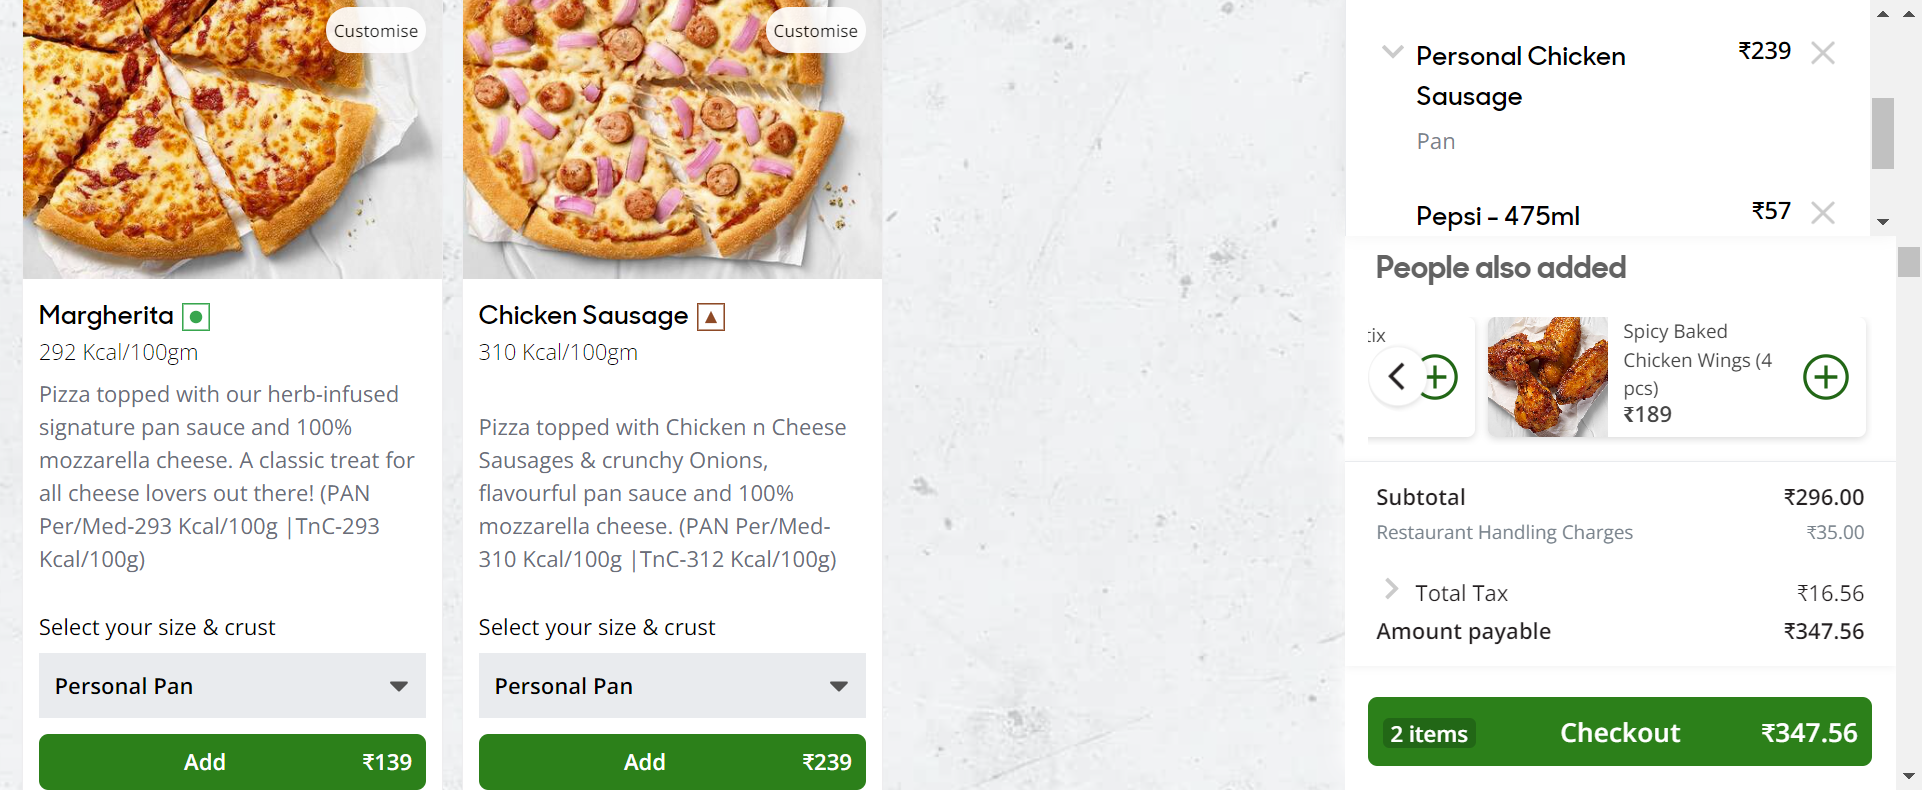 Customise
Margherita
292 Kcal/100gm
Pizza topped with our herb-infused
signature pan sauce and 100%
mozzarella cheese. A classic treat for
all cheese lovers out there! (PAN
Per/Med-293 Kcal/100g |TnC-293
Kcal/100g)
Select your size & crust
Personal Pan
Add ₹139
Customise
Chicken Sausage
310 Kcal/100gm
Pizza topped with Chicken n Cheese
Sausages & crunchy Onions,
flavourful pan sauce and 100%
mozzarella cheese. (PAN Per/Med-
310 Kcal/100g |TnC-312 Kcal/100g)
Select your size & crust
Personal Pan
Add ₹239
Personal Chicken ₹239
Sausage
Pan
Pepsi - 475ml ₹57
People also added
Spicy Baked
Chicken Wings (4
pcs)
₹189
Subtotal ₹296.00
Restaurant Handling Charges ₹35.00
Total Tax ₹16.56
Amount payable ₹347.56
2 items Checkout ₹347.56